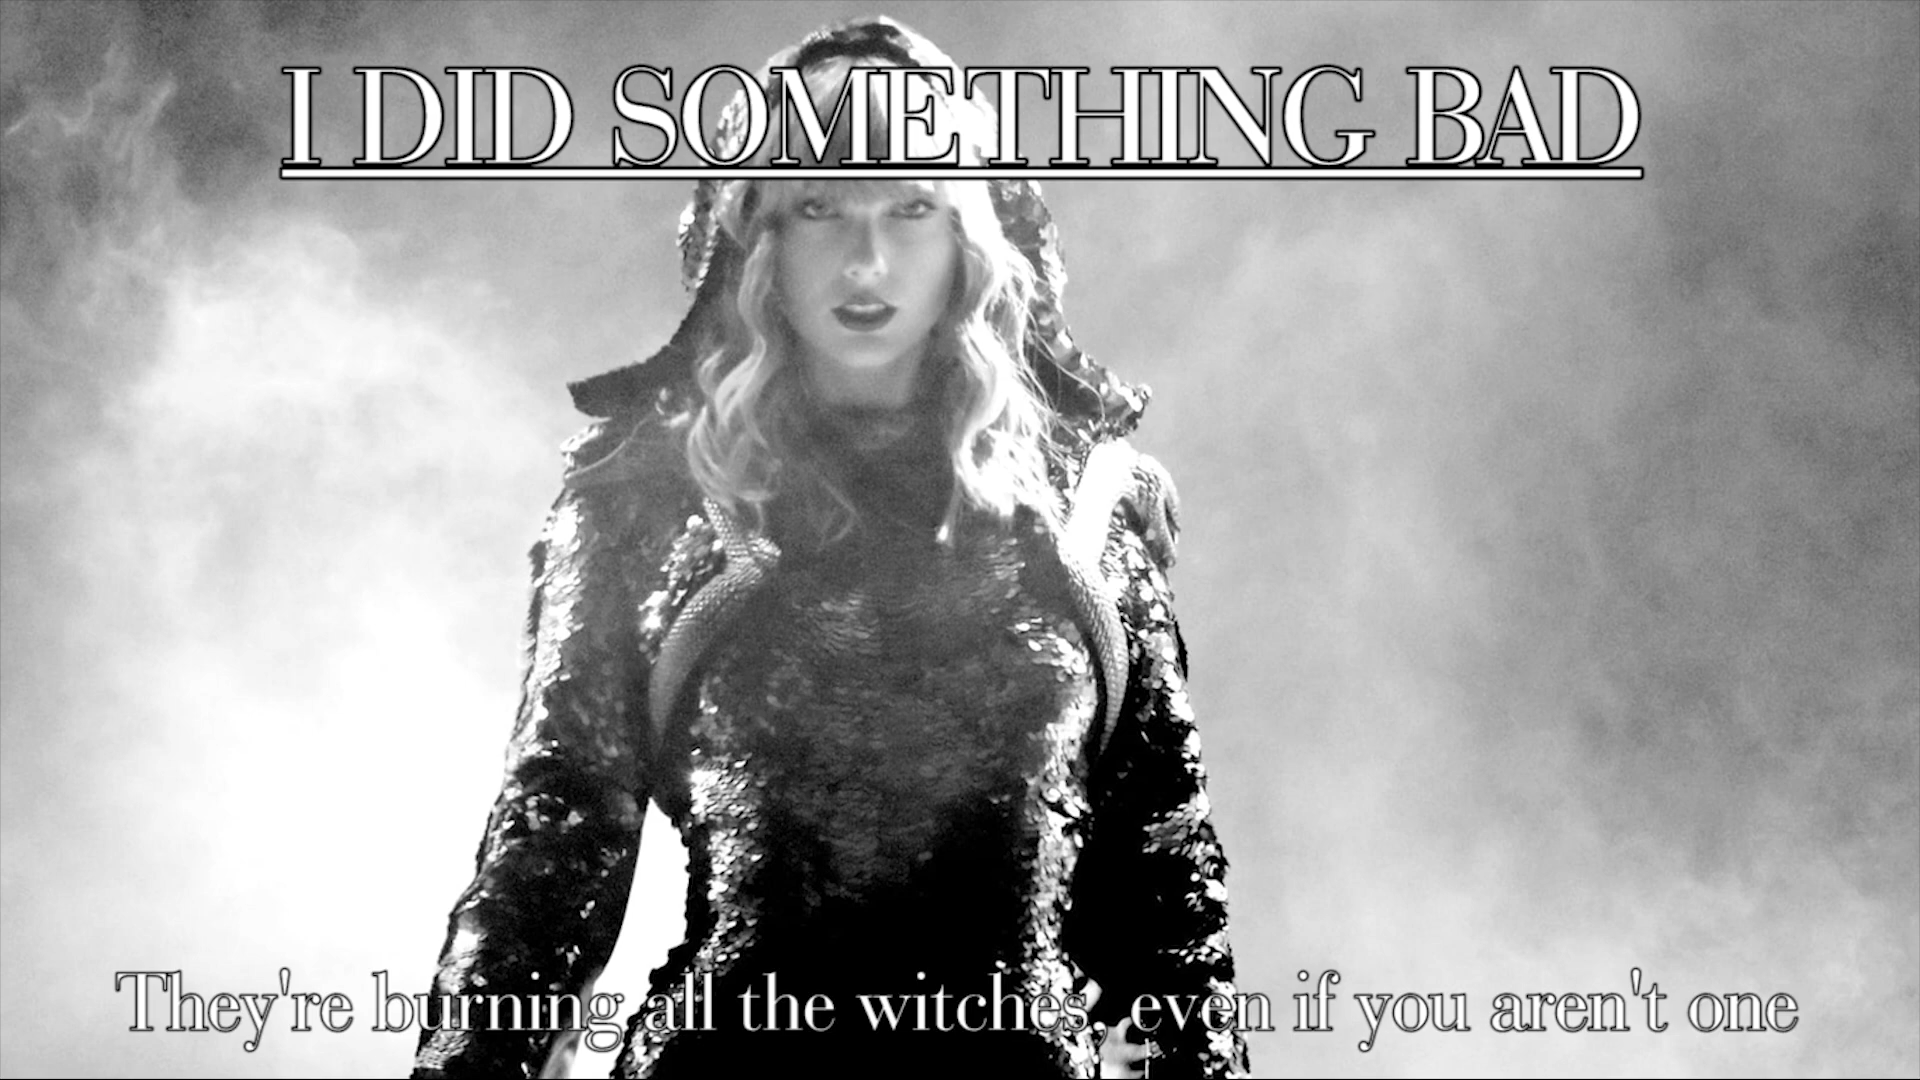 I DID SOMETHING BAD
They're burning all the witches, even if you aren't one